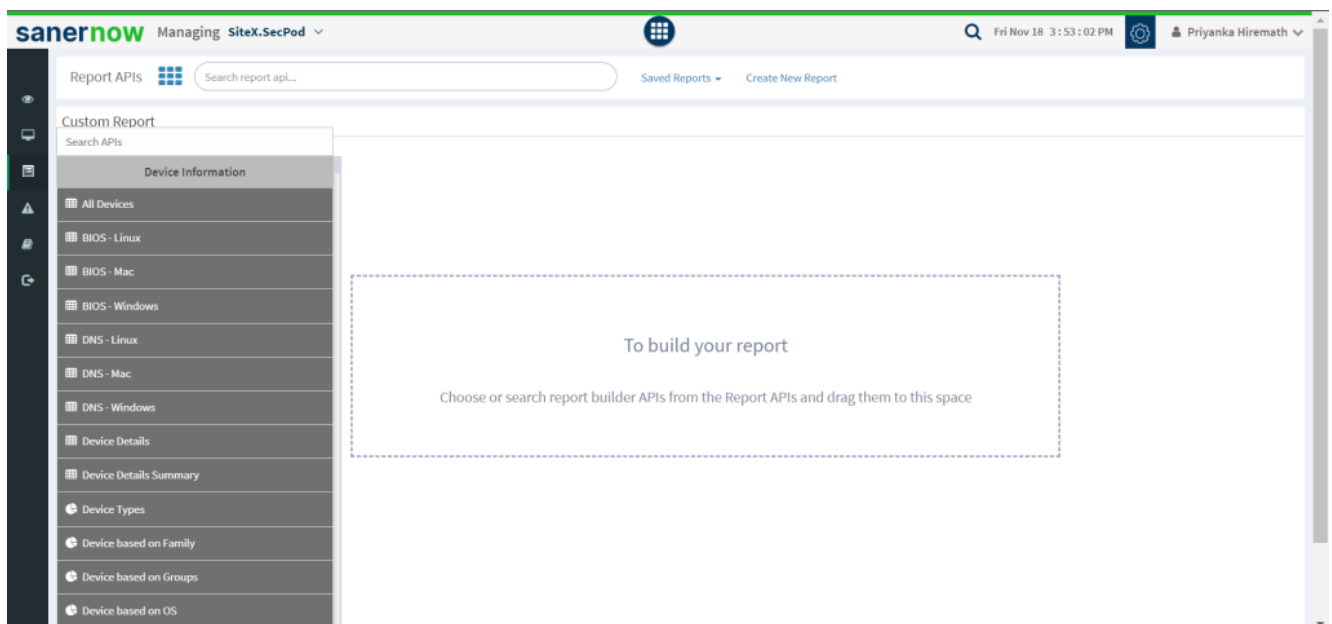 sanernow Managing SiteX.SecPod Fri Nov 18 3 : 53 : 02 PM Priyanka Hiremath
Report APIs Search report api... Saved Reports Create New Report
Custom Report
Search APIs
Device Information
All Devices
BIOS - Linux
BIOS - Mac
BIOS - Windows
DNS - Linux
DNS - Mac
DNS - Windows
Device Details
Device Details Summary
Device Types
Device based on Family
Device based on Groups
Device based on OS
To build your report
Choose or search report builder APIs from the Report APIs and drag them to this space